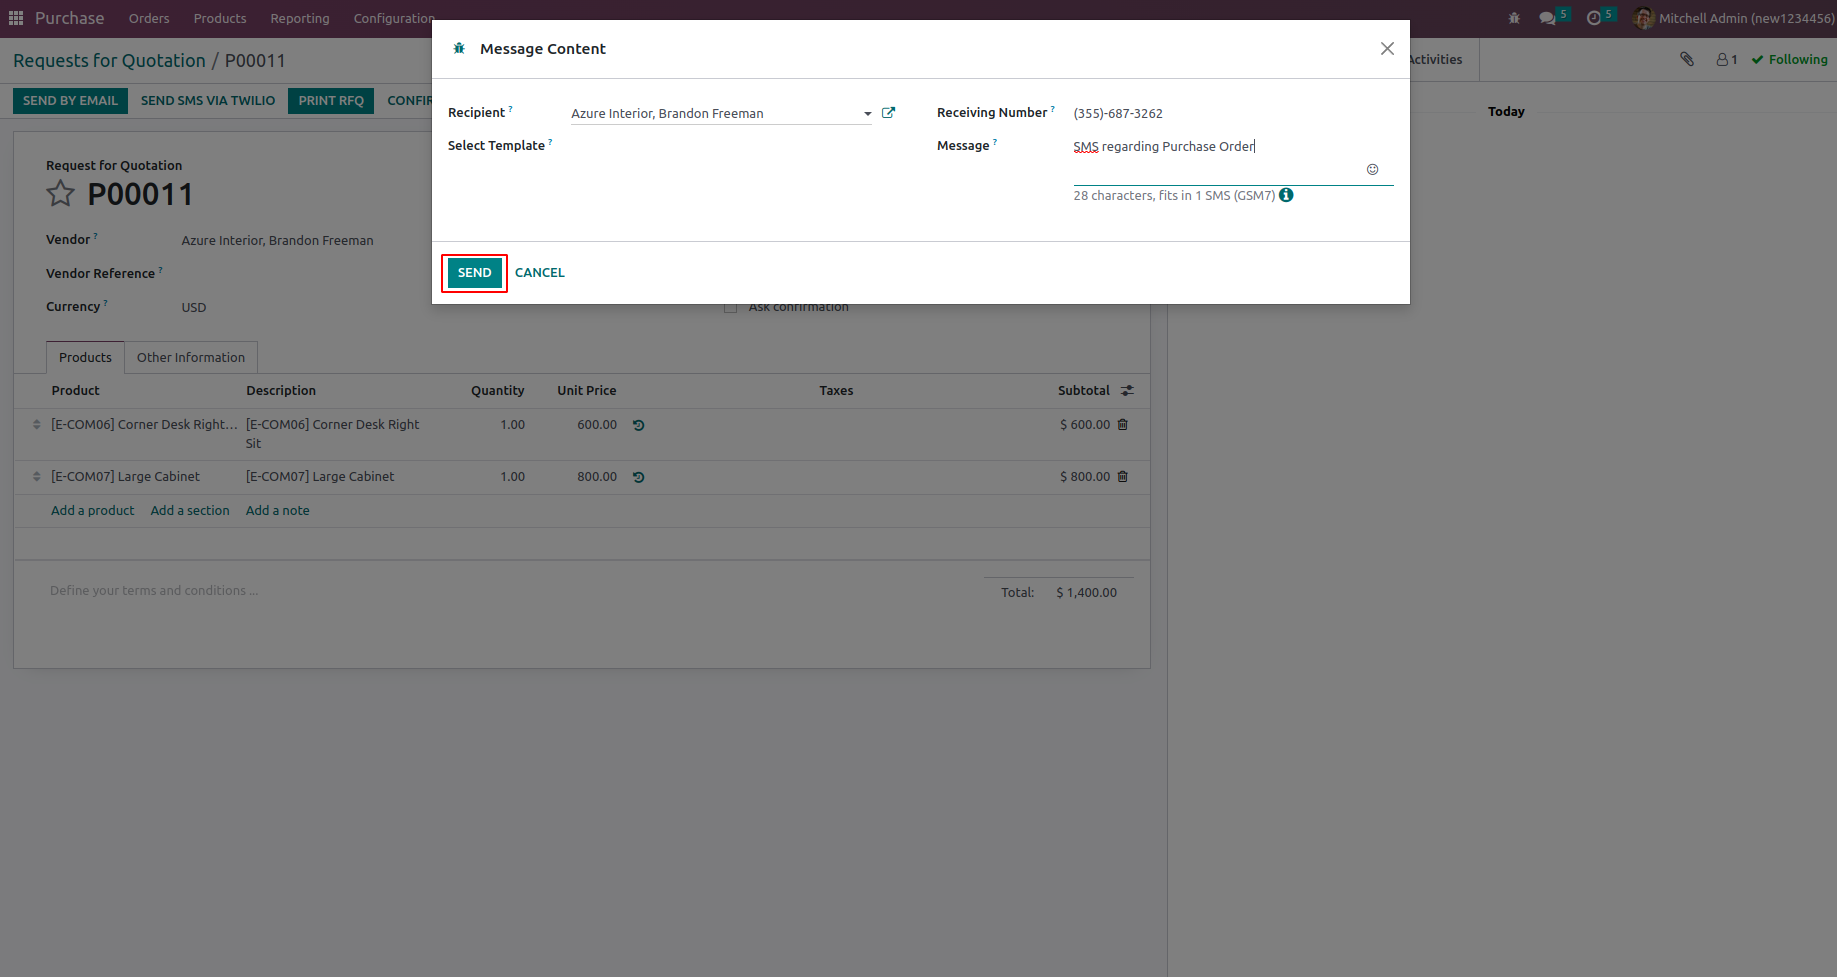 Purchase Orders Products Reporting Configuration 5 5 Mitchell Admin (new1234456)
Requests for Quotation / P00011
Activities 1 Following
SEND BY EMAIL SEND SMS VIA TWILIO PRINT RFQ CONFIR
Today
Message Content
Recipient ? Azure Interior, Brandon Freeman
Receiving Number ? (355)-687-3262
Select Template ?
Message ? SMS regarding Purchase Order
28 characters, fits in 1 SMS (GSM7)
SEND CANCEL
Request for Quotation
P00011
Vendor ? Azure Interior, Brandon Freeman
Vendor Reference ?
Currency ? USD
Ask confirmation
Products Other Information
Product Description Quantity Unit Price Taxes Subtotal
[E-COM06] Corner Desk Right... [E-COM06] Corner Desk Right 1.00 600.00 $ 600.00
Sit
[E-COM07] Large Cabinet [E-COM07] Large Cabinet 1.00 800.00 $ 800.00
Add a product Add a section Add a note
Define your terms and conditions ...
Total: $ 1,400.00